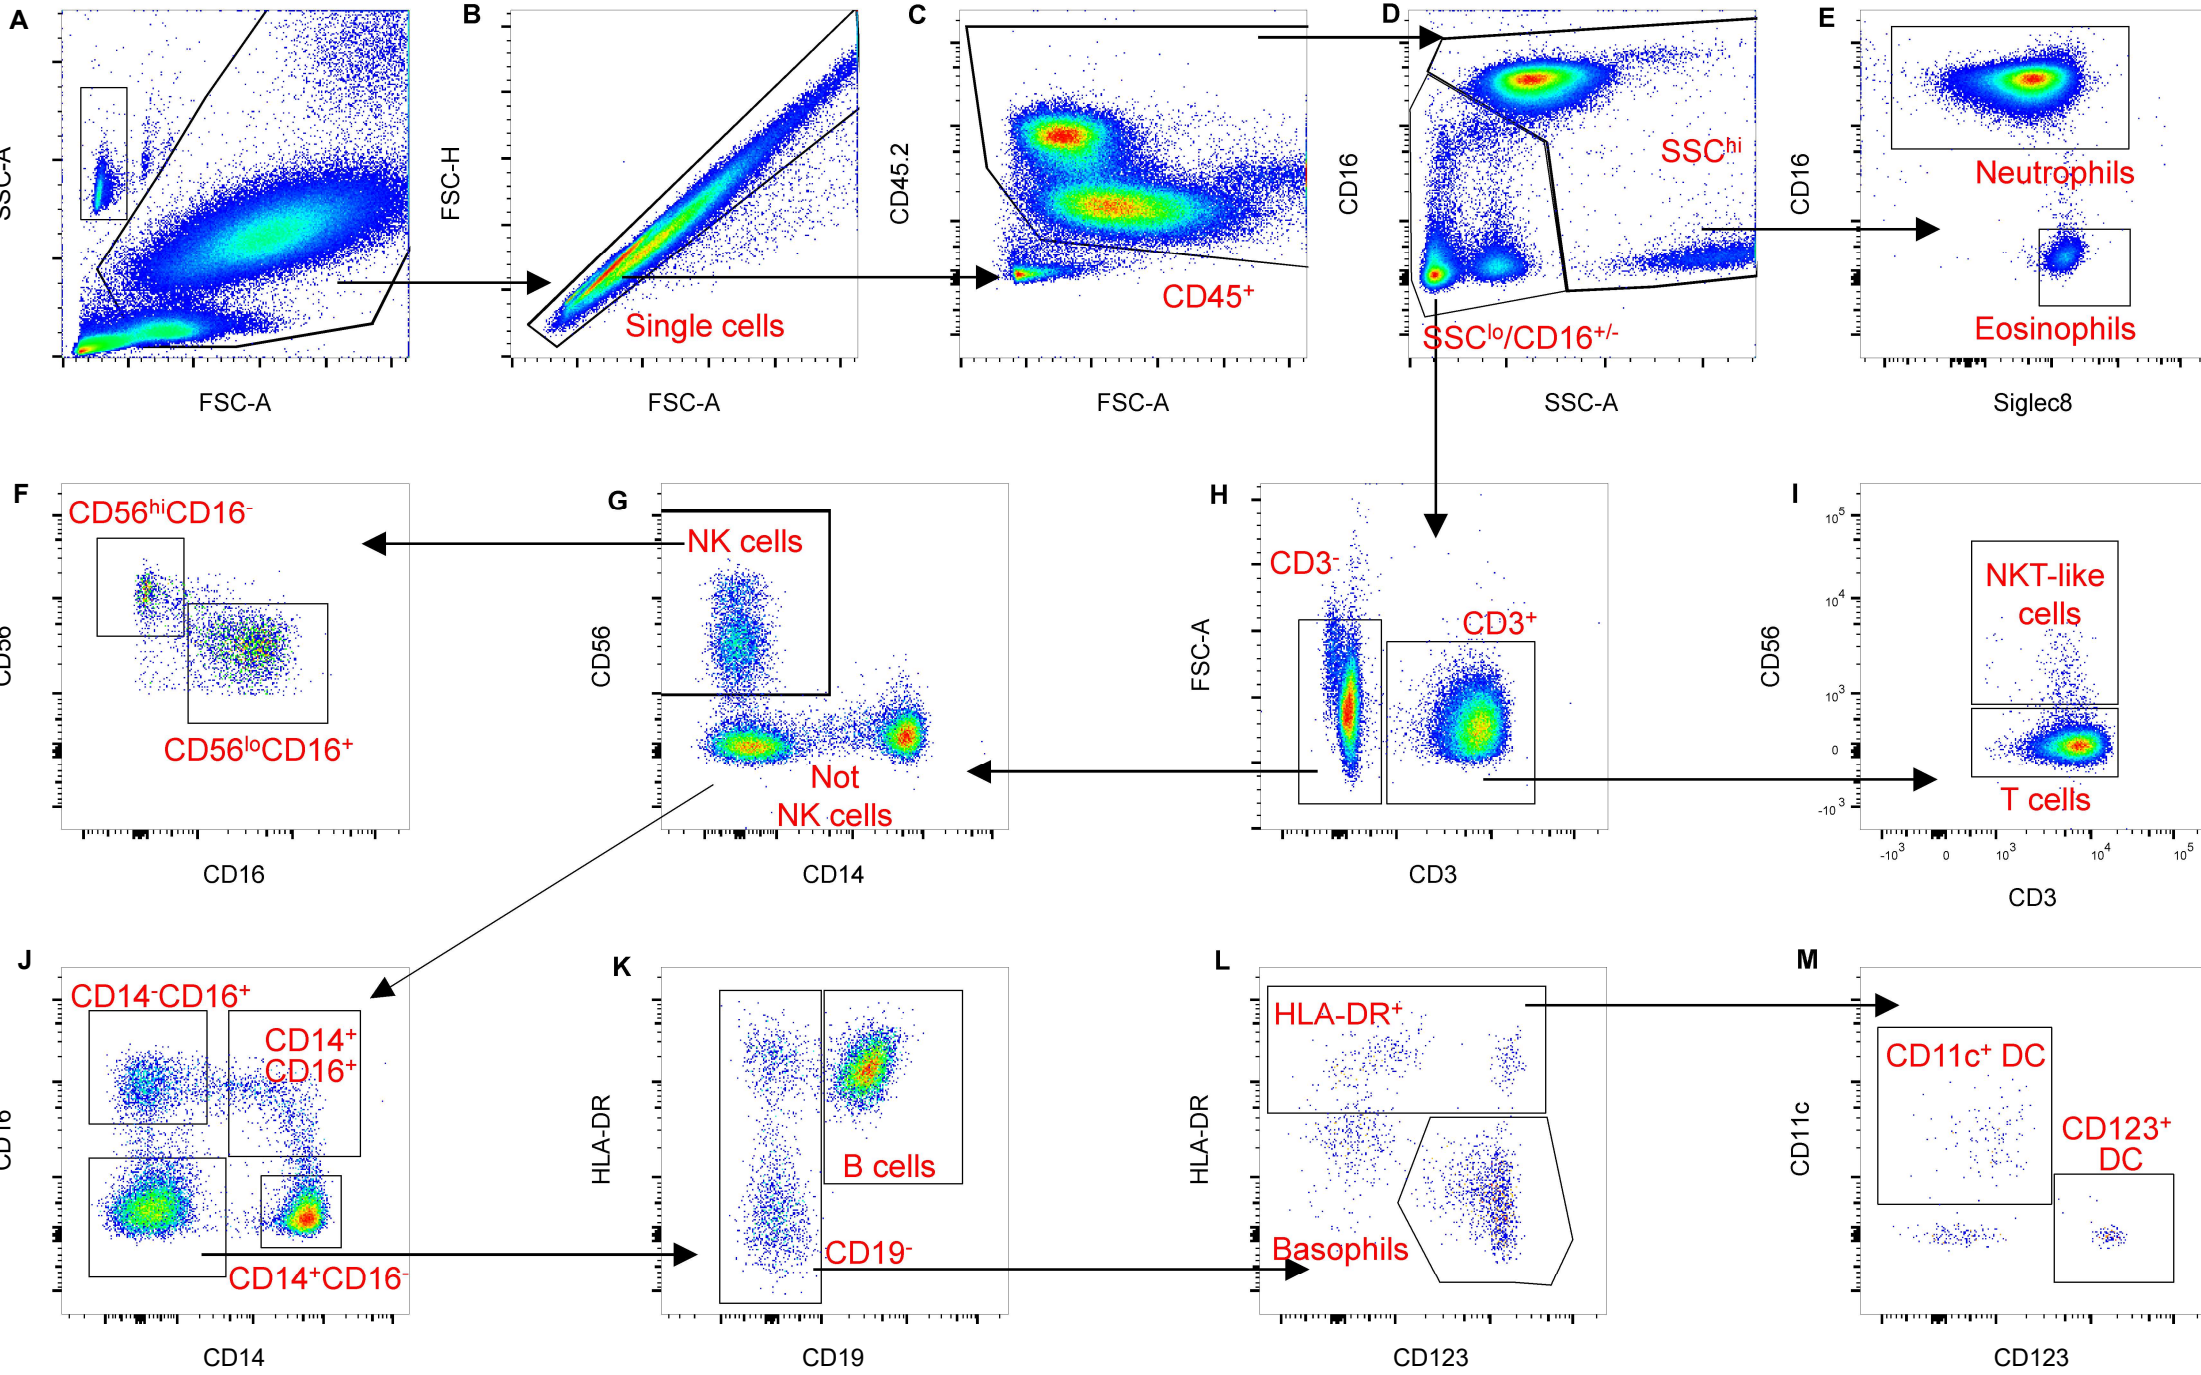 A
B
C
D
E
SSC-A
FSC-H
CD45.2
CD16
CD16
Single cells
CD45⁺
SSCʰⁱ
SSCˡᵒ/CD16⁺/⁻
Neutrophils
Eosinophils
FSC-A
FSC-A
FSC-A
SSC-A
Siglec8
F
G
H
I
CD56
CD56
FSC-A
CD56
CD56ʰⁱCD16⁻
CD56ˡᵒCD16⁺
NK cells
Not
NK cells
CD3⁻
CD3⁺
10⁵
10⁴
10³
0
-10³
NKT-like
cells
T cells
-10³ 0 10³ 10⁴ 10⁵
CD16
CD14
CD3
CD3
J
K
L
M
CD16
HLA-DR
HLA-DR
CD11c
CD14⁻CD16⁺
CD14⁺
CD16⁺
CD14⁺CD16⁻
B cells
CD19⁻
HLA-DR⁺
Basophils
CD11c⁺ DC
CD123⁺
DC
CD14
CD19
CD123
CD123